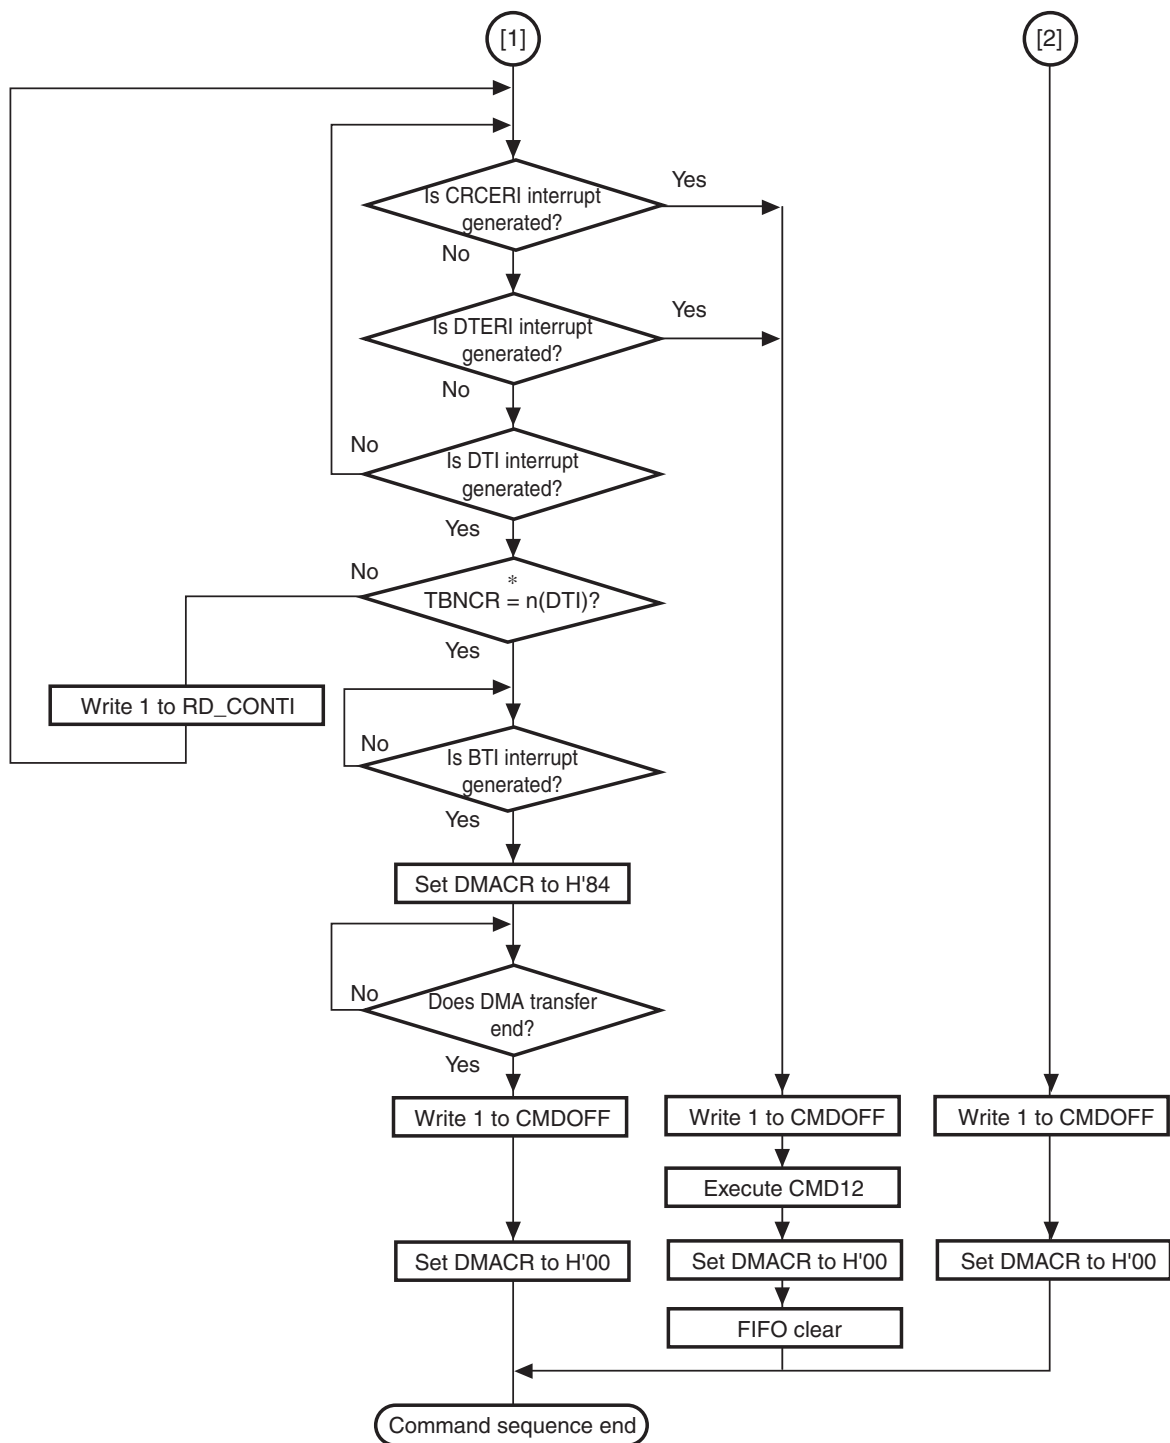 [1]
[2]
Is CRCERI interrupt
generated?
Yes
No
Is DTERI interrupt
generated?
Yes
No
Is DTI interrupt
generated?
No
Yes
*
TBNCR = n(DTI)?
No
Yes
Write 1 to RD_CONTI
Is BTI interrupt
generated?
No
Yes
Set DMACR to H'84
Does DMA transfer
end?
No
Yes
Write 1 to CMDOFF
Write 1 to CMDOFF
Write 1 to CMDOFF
Execute CMD12
Set DMACR to H'00
Set DMACR to H'00
Set DMACR to H'00
FIFO clear
Command sequence end